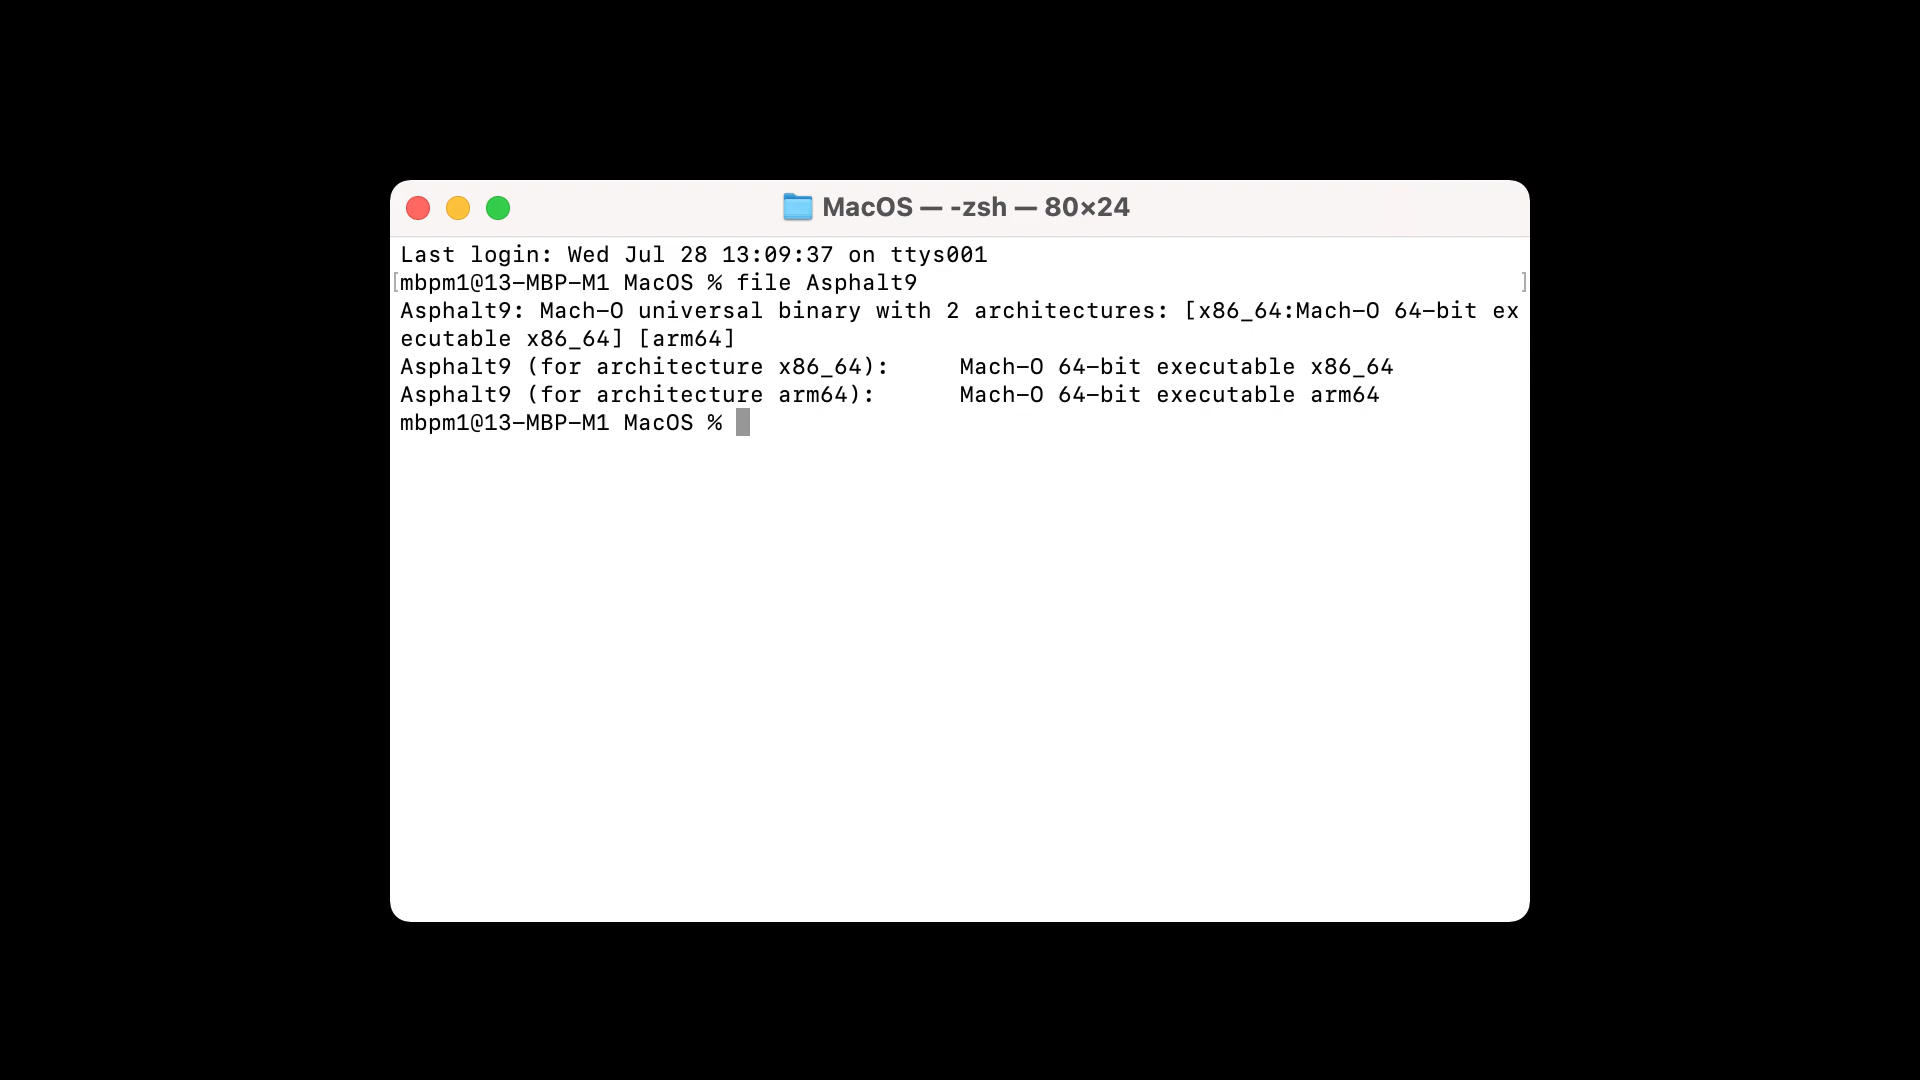 MacOS — -zsh — 80×24
Last login: Wed Jul 28 13:09:37 on ttys001
[mbpm1@13-MBP-M1 MacOS % file Asphalt9 ]
Asphalt9: Mach-O universal binary with 2 architectures: [x86_64:Mach-O 64-bit ex
ecutable x86_64] [arm64]
Asphalt9 (for architecture x86_64):     Mach-O 64-bit executable x86_64
Asphalt9 (for architecture arm64):      Mach-O 64-bit executable arm64
mbpm1@13-MBP-M1 MacOS %